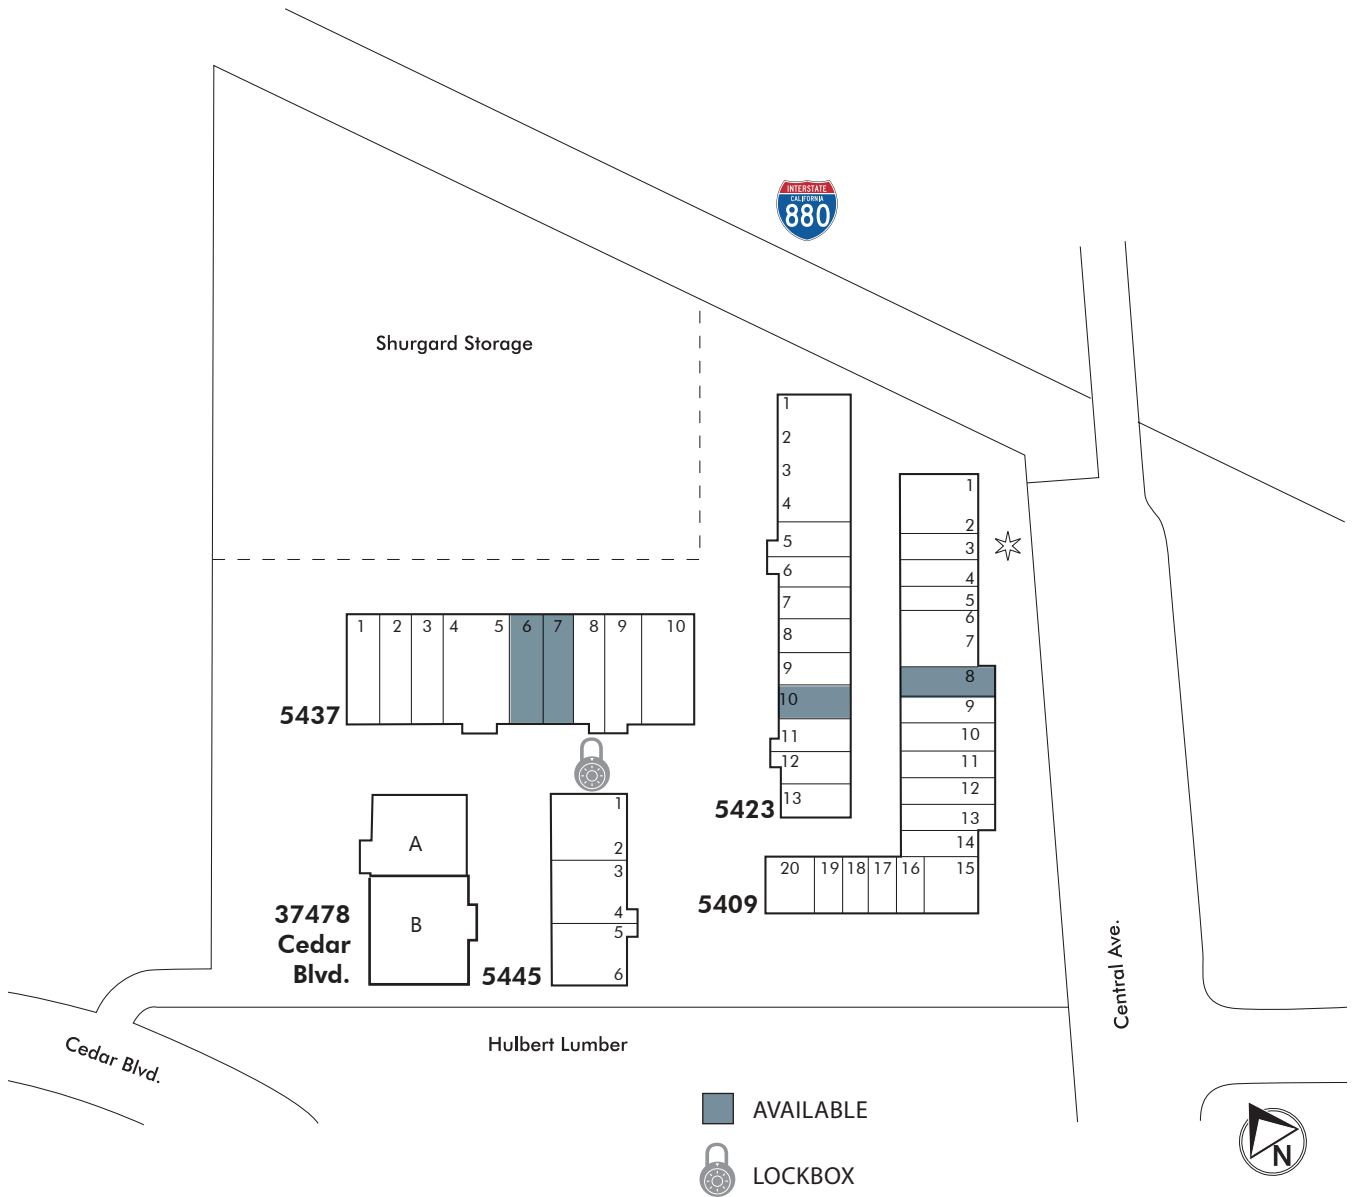 INTERSTATE
CALIFORNIA
880
Shurgard Storage
1
2
3
4
5
6
7
8
9
10
11
12
13
5423
1
2
3
4
5
6
7
8
9
10
11
12
13
14
20 19 18 17 16 15
5409
1 2 3 4 5 6 7 8 9 10
5437
A
B
37478
Cedar
Blvd.
1
2
3
4
5
6
5445
Central Ave.
Cedar Blvd.
Hulbert Lumber
AVAILABLE
LOCKBOX
N